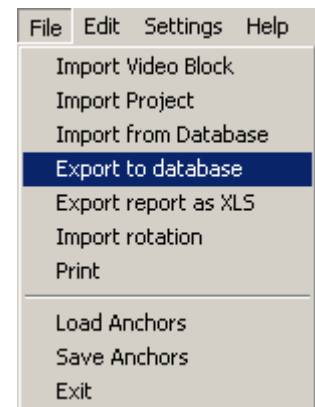 File Edit Settings Help
Import Video Block
Import Project
Import from Database
Export to database
Export report as XLS
Import rotation
Print
Load Anchors
Save Anchors
Exit